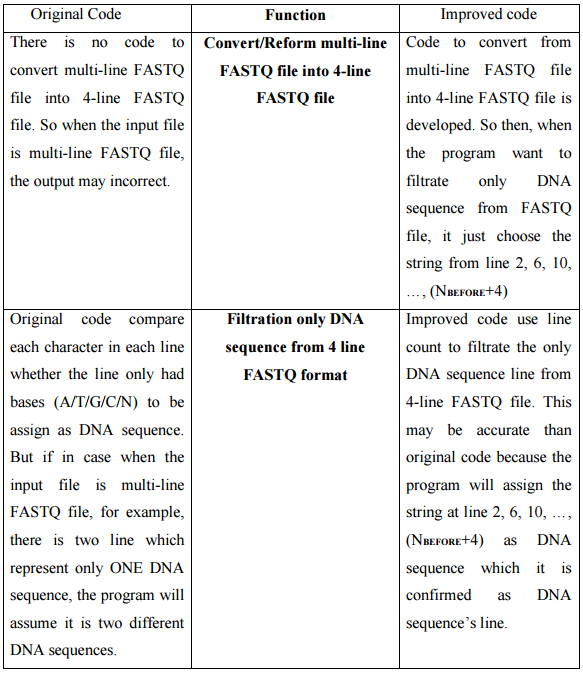 Original Code
Function
Improved code
There is no code to
convert multi-line FASTQ
file into 4-line FASTQ
file. So when the input file
is multi-line FASTQ file,
the output may incorrect.
Convert/Reform multi-line
FASTQ file into 4-line
FASTQ file
Code to convert from
multi-line FASTQ file
into 4-line FASTQ file is
developed. So then, when
the program want to
filtrate only DNA
sequence from FASTQ
file, it just choose the
string from line 2, 6, 10,
…, (NBEFORE+4)
Original code compare
each character in each line
whether the line only had
bases (A/T/G/C/N) to be
assign as DNA sequence.
But if in case when the
input file is multi-line
FASTQ file, for example,
there is two line which
represent only ONE DNA
sequence, the program will
assume it is two different
DNA sequences.
Filtration only DNA
sequence from 4 line
FASTQ format
Improved code use line
count to filtrate the only
DNA sequence line from
4-line FASTQ file. This
may be accurate than
original code because the
program will assign the
string at line 2, 6, 10, …,
(NBEFORE+4) as DNA
sequence which it is
confirmed as DNA
sequence’s line.